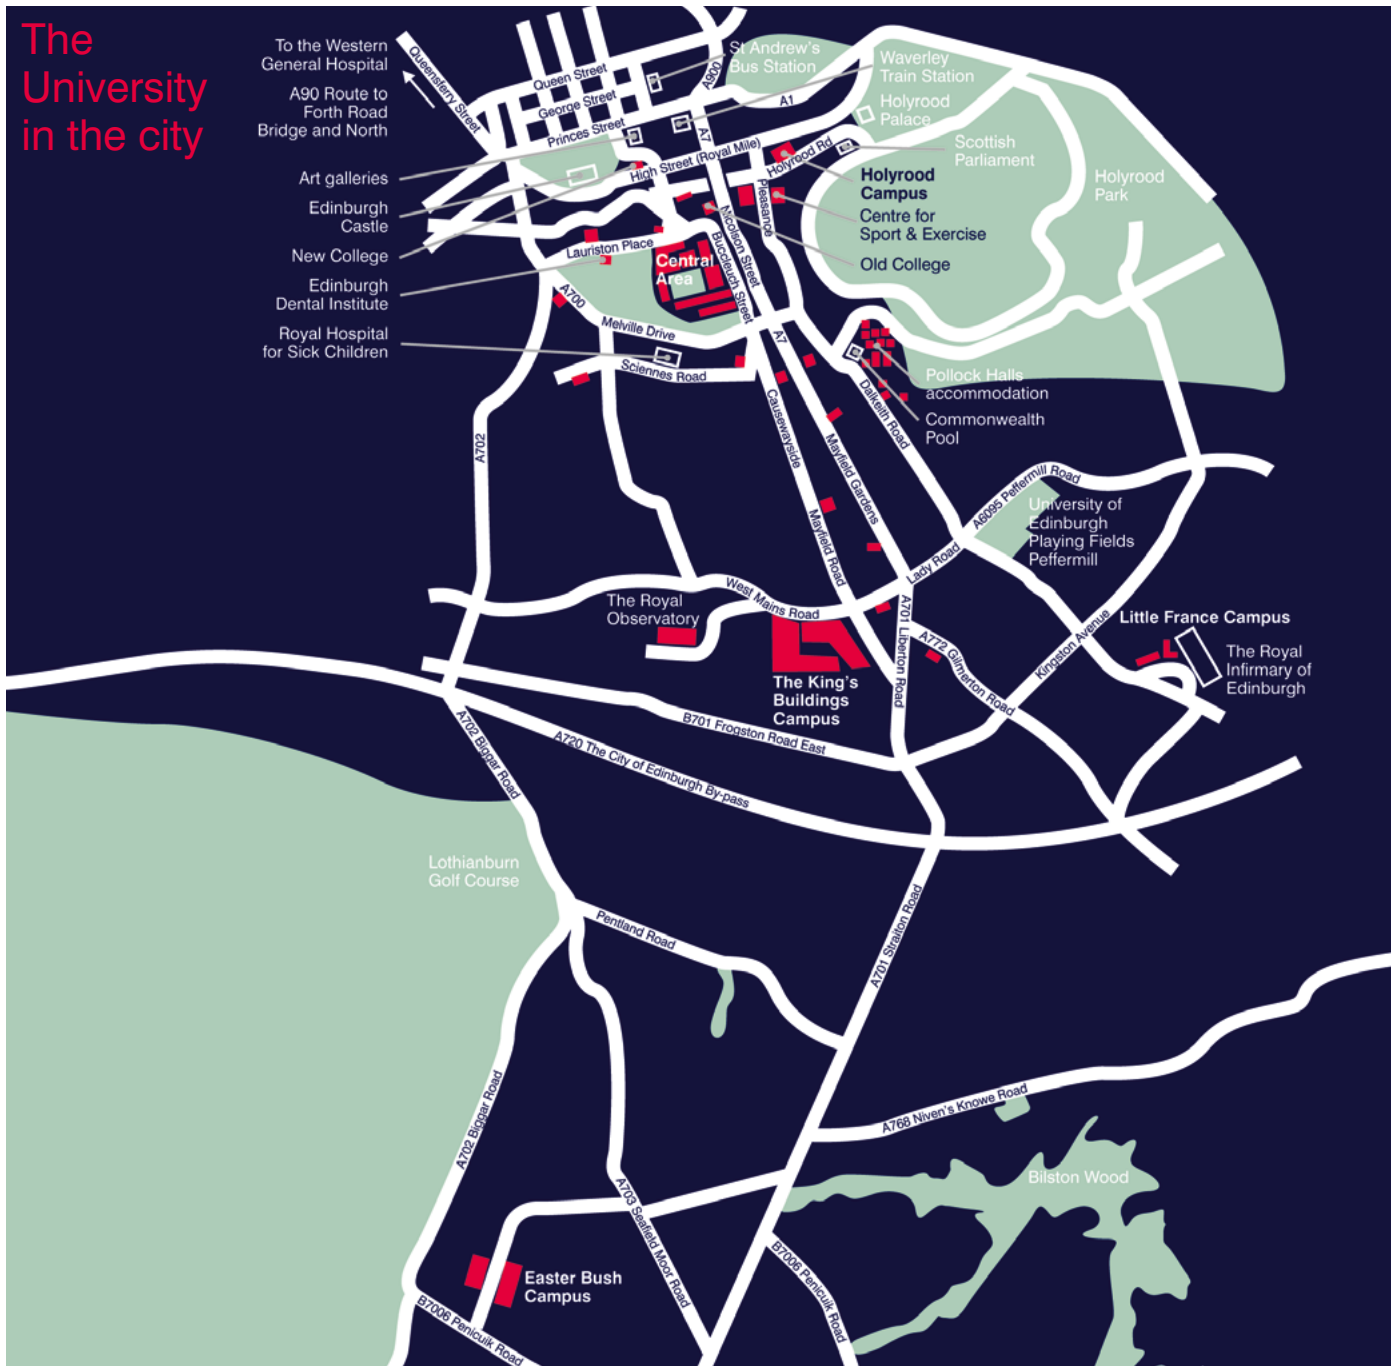 The
University
in the city
To the Western
General Hospital
A90 Route to
Forth Road
Bridge and North
Art galleries
Edinburgh
Castle
New College
Edinburgh
Dental Institute
Royal Hospital
for Sick Children
Queensferry Street
Queen Street
George Street
Princes Street
A900
St Andrew's
Bus Station
A1
A7
Waverley
Train Station
Holyrood
Palace
Scottish
Parliament
High Street (Royal Mile)
Holyrood Rd
Holyrood
Campus
Holyrood
Park
Centre for
Sport & Exercise
Old College
Pleasance
Nicolson Street
Buccleuch Street
Lauriston Place
Central
Area
A700
Melville Drive
A7
Sciennes Road
Pollock Halls
accommodation
Commonwealth
Pool
Dalkeith Road
Causewayside
Mayfield Gardens
A702
Mayfield Road
A6095 Peffermill Road
University of
Edinburgh
Playing Fields
Peffermill
Lady Road
West Mains Road
The Royal
Observatory
A701 Liberton Road
A772 Gilmerton Road
Kingston Avenue
Little France Campus
The Royal
Infirmary of
Edinburgh
The King's
Buildings
Campus
B701 Frogston Road East
A720 The City of Edinburgh By-pass
A702 Biggar Road
Lothianburn
Golf Course
Pentland Road
A701 Straiton Road
A702 Biggar Road
A768 Niven's Knowe Road
Bilston Wood
A703 Seafield Moor Road
B7006 Penicuik Road
Easter Bush
Campus
B7006 Penicuik Road